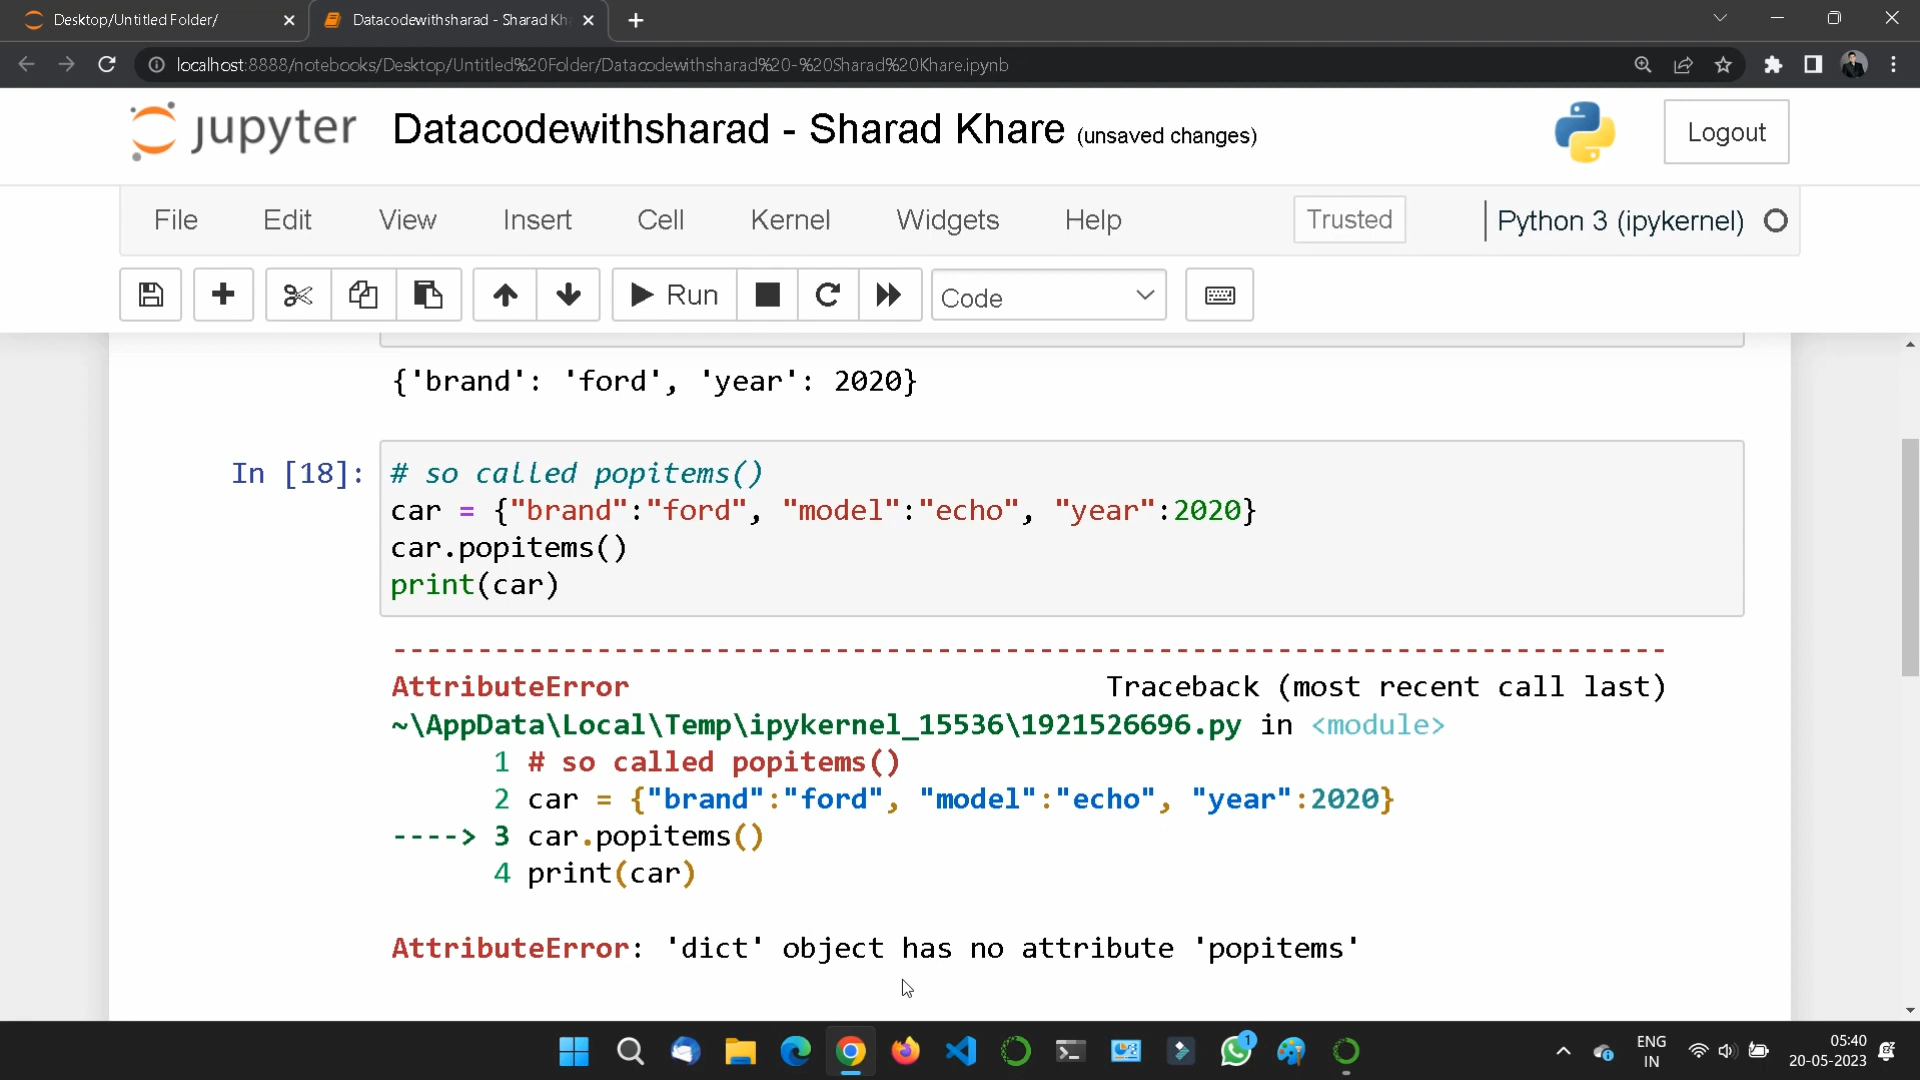 Desktop/Untitled Folder/
Datacodewithsharad - Sharad Kh
localhost:8888/notebooks/Desktop/Untitled%20Folder/Datacodewithsharad%20-%20Sharad%20Khare.ipynb
jupyter Datacodewithsharad - Sharad Khare (unsaved changes) Logout
File Edit View Insert Cell Kernel Widgets Help Trusted Python 3 (ipykernel)
Run Code
{'brand': 'ford', 'year': 2020}
In [18]: # so called popitems()
car = {"brand":"ford", "model":"echo", "year":2020}
car.popitems()
print(car)
---------------------------------------------------------------------------
AttributeError Traceback (most recent call last)
~\AppData\Local\Temp\ipykernel_15536\1921526696.py in <module>
1 # so called popitems()
2 car = {"brand":"ford", "model":"echo", "year":2020}
----> 3 car.popitems()
4 print(car)
AttributeError: 'dict' object has no attribute 'popitems'
1
ENG
IN
05:40
20-05-2023